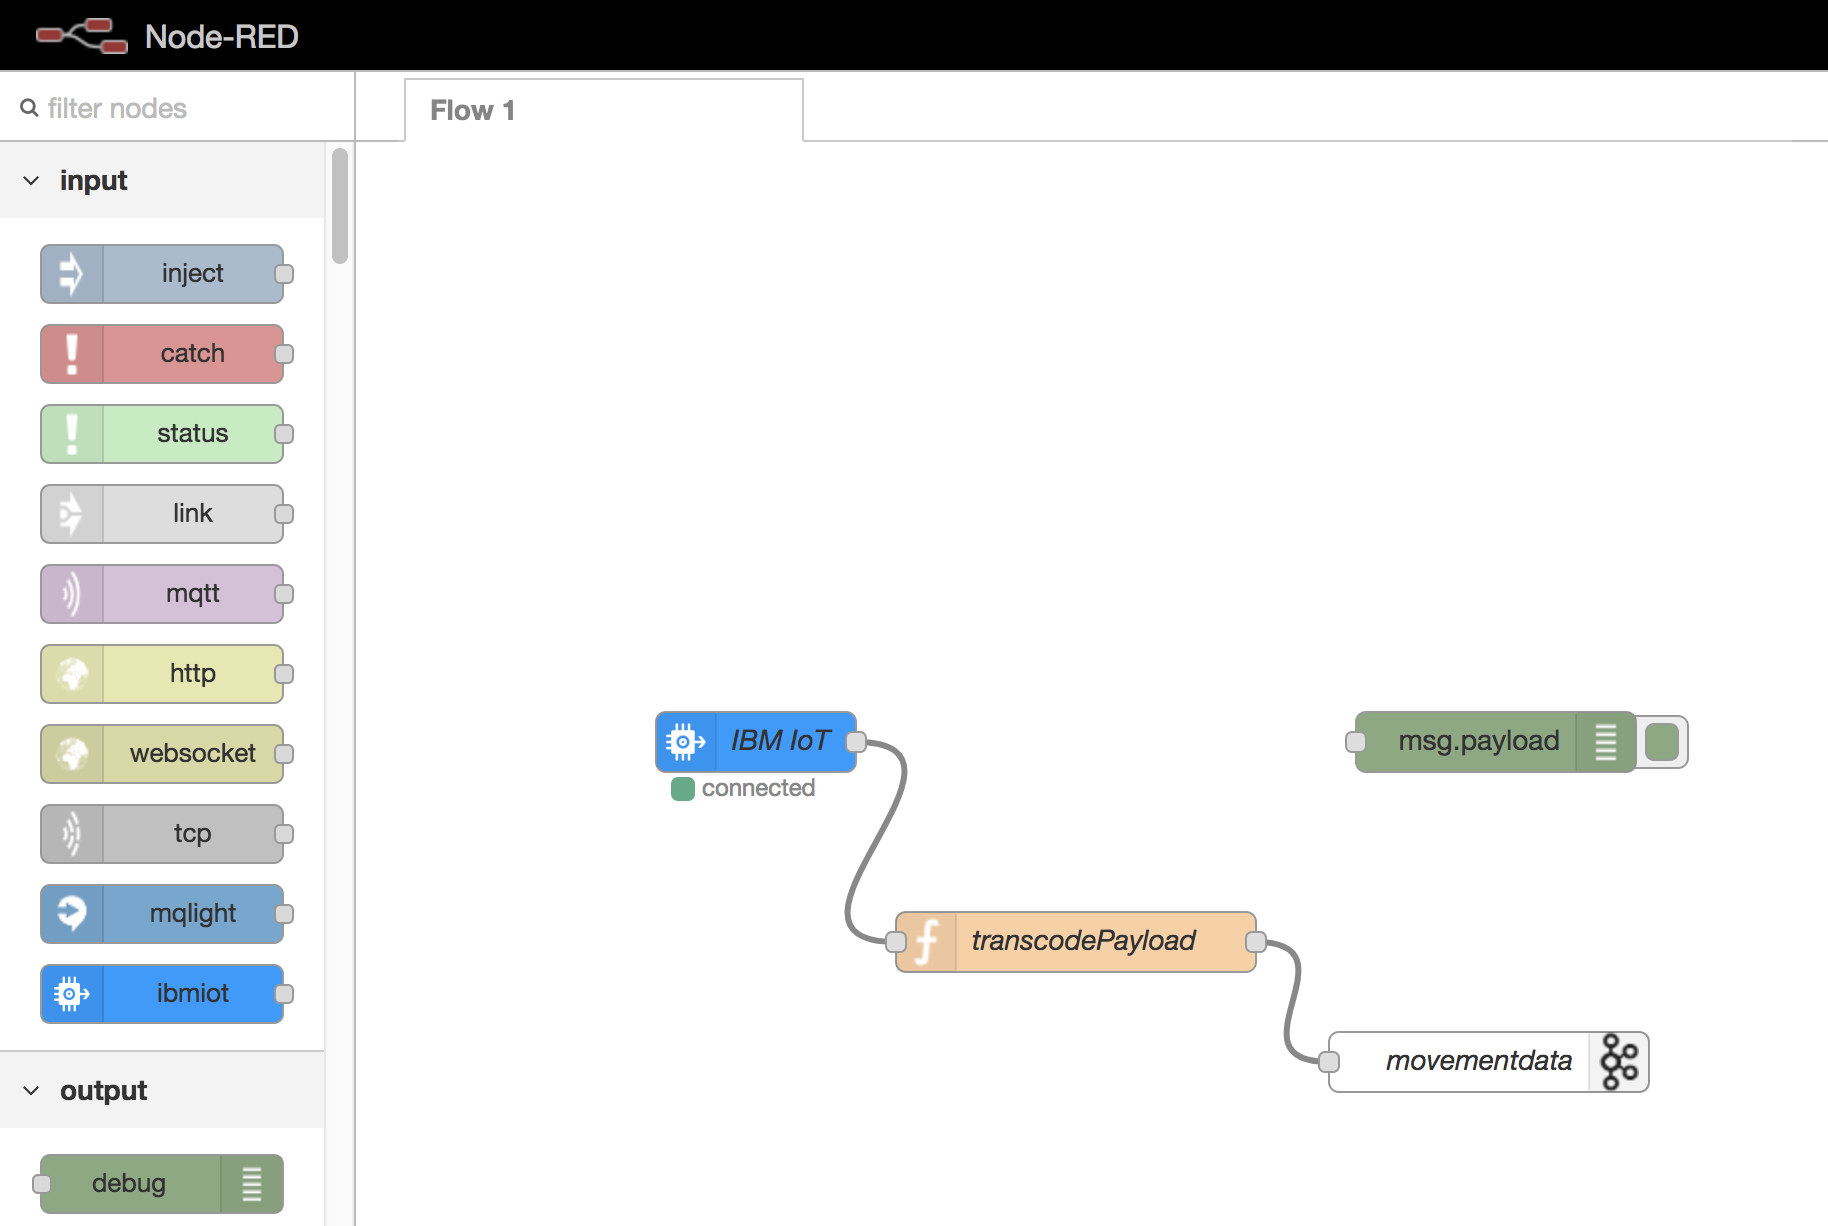 Node-RED
filter nodes
Flow 1
input
inject
catch
status
link
mqtt
http
websocket
tcp
mqlight
ibmiot
output
debug
IBM IoT
connected
msg.payload
transcodePayload
movementdata